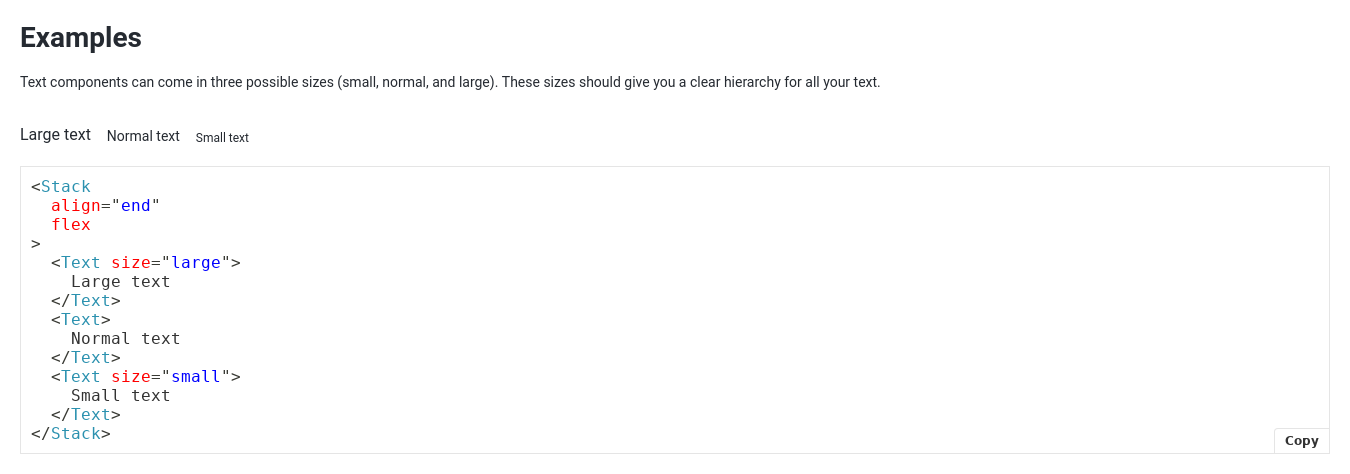 Examples
Text components can come in three possible sizes (small, normal, and large). These sizes should give you a clear hierarchy for all your text.
Large text Normal text Small text
<Stack
  align="end"
  flex
>
  <Text size="large">
    Large text
  </Text>
  <Text>
    Normal text
  </Text>
  <Text size="small">
    Small text
  </Text>
</Stack>
Copy